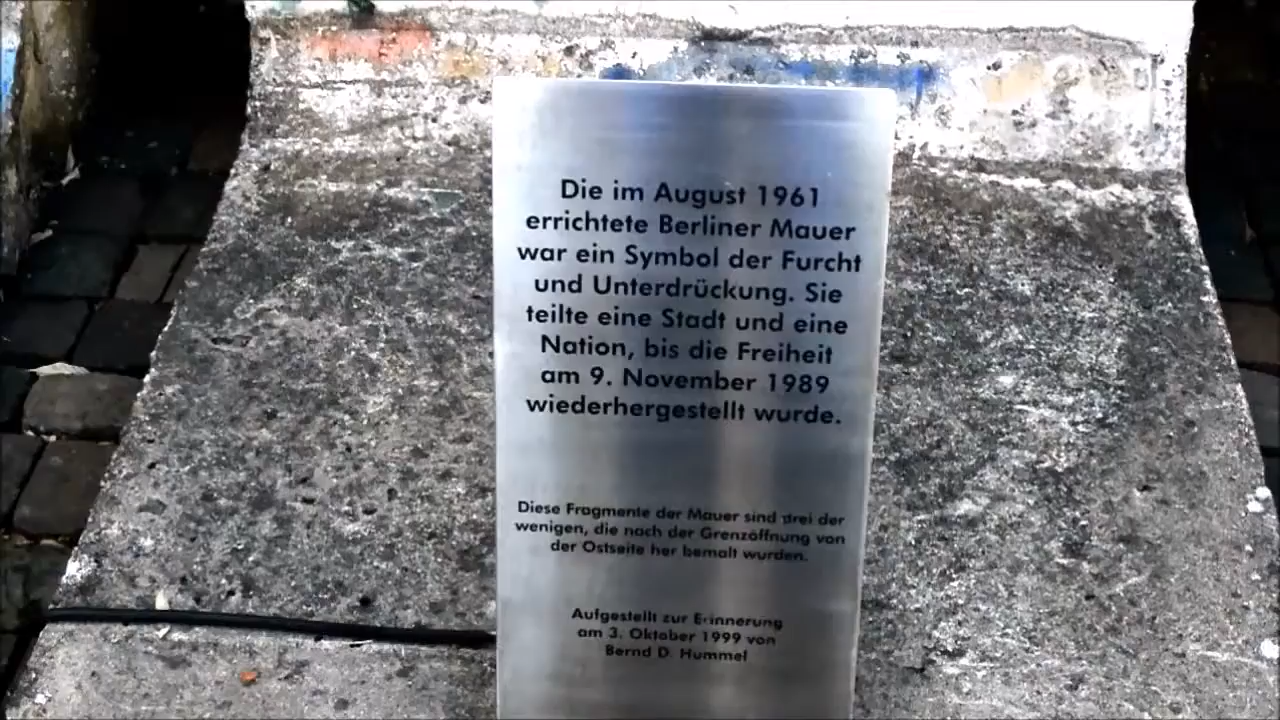 Die im August 1961
errichtete Berliner Mauer
war ein Symbol der Furcht
und Unterdrückung. Sie
teilte eine Stadt und eine
Nation, bis die Freiheit
am 9. November 1989
wiederhergestellt wurde.
Diese Fragmente der Mauer sind drei der
wenigen, die nach der Grenzöffnung von
der Ostseite her bemalt wurden.
Aufgestellt zur Erinnerung
am 3. Oktober 1999 von
Bernd D. Hummel